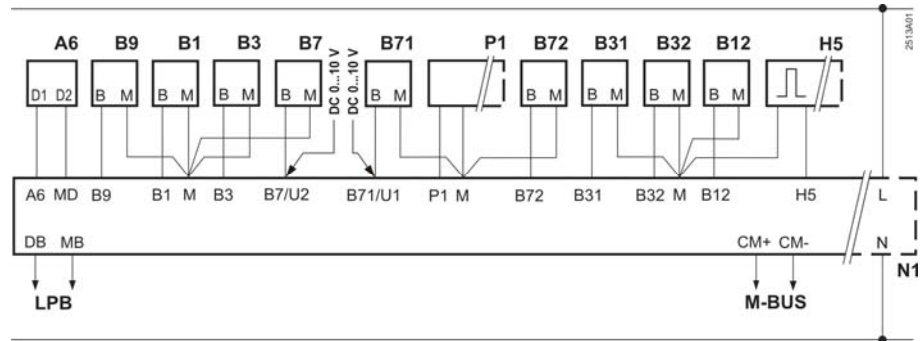 A6 B9 B1 B3 B7 DC 0...10 V DC 0...10 V B71 P1 B72 B31 B32 B12 H5
2513A01
D1 D2 B M B M B M B M B M B M B M B M B M
A6 MD B9 B1 M B3 B7/U2 B71/U1 P1 M B72 B31 B32 M B12 H5 L
DB MB CM+ CM- N
N1
LPB M-BUS